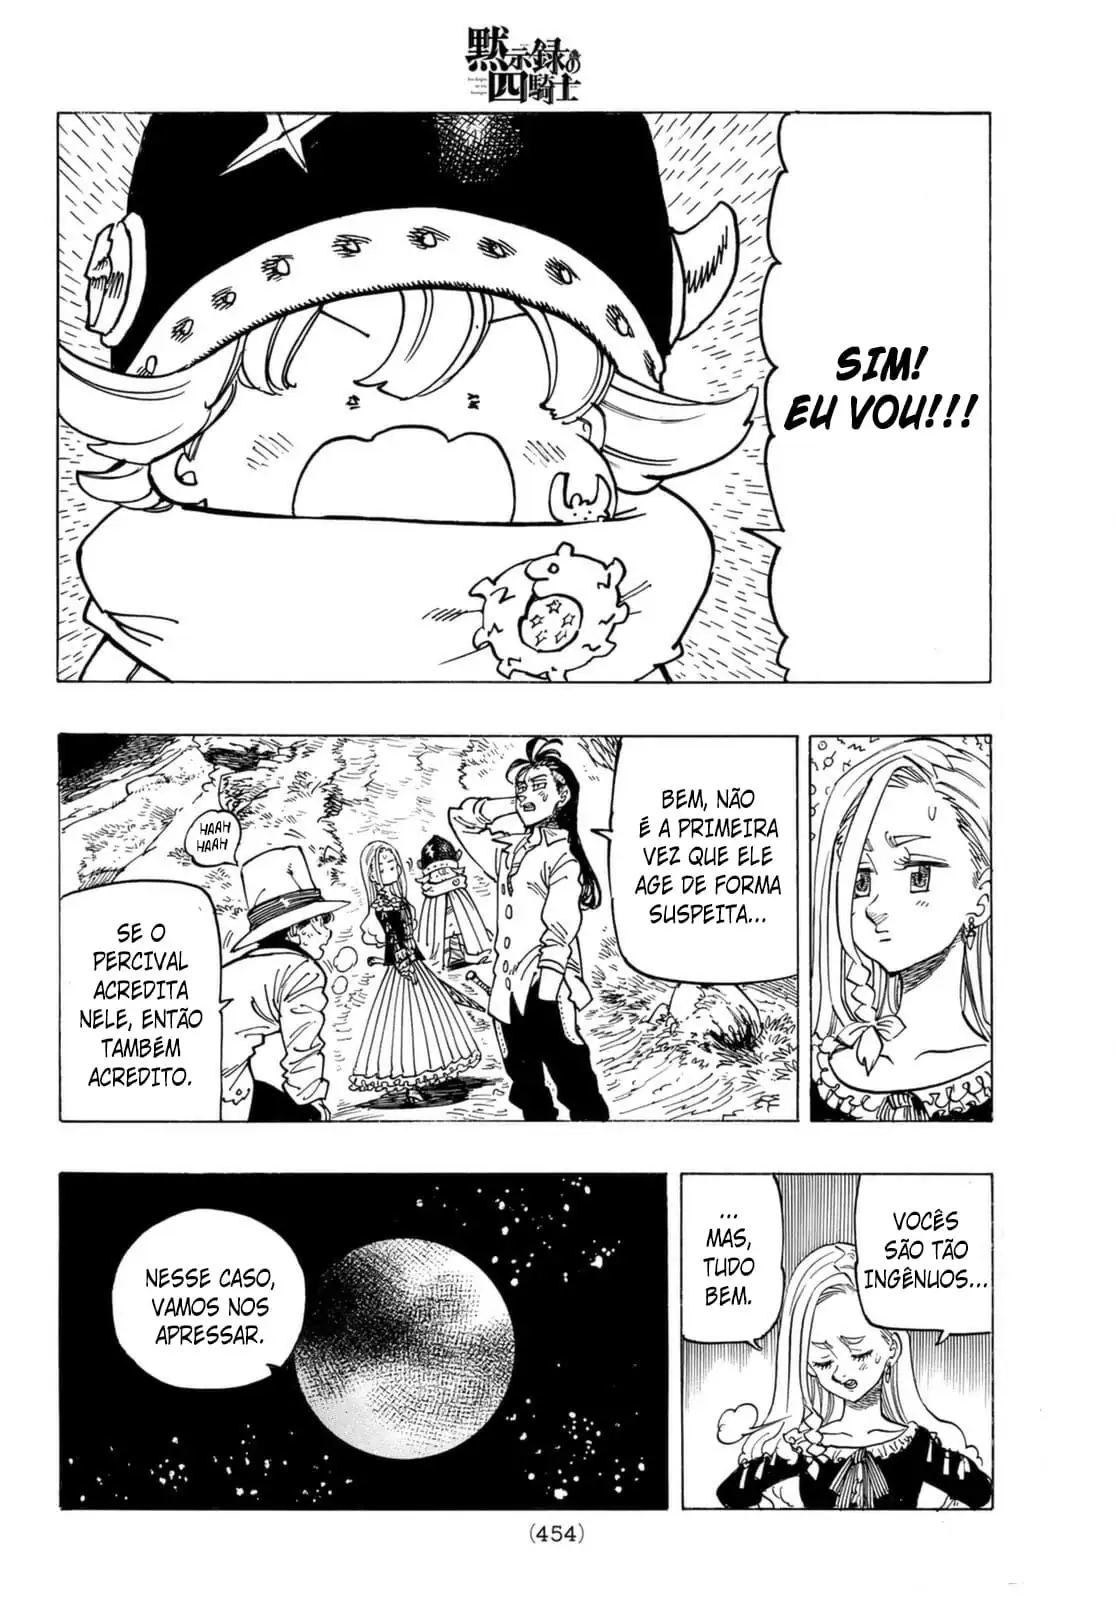 黙示録の
四騎士
SIM!
EU VOU!!!
BEM, NÃO
É A PRIMEIRA
VEZ QUE ELE
AGE DE FORMA
SUSPEITA...
HAAH
HAAH
SE O
PERCIVAL
ACREDITA
NELE, ENTÃO
TAMBÉM
ACREDITO.
VOCÊS
SÃO TÃO
INGÊNUOS...
...
MAS,
TUDO
BEM.
NESSE CASO,
VAMOS NOS
APRESSAR.
(454)